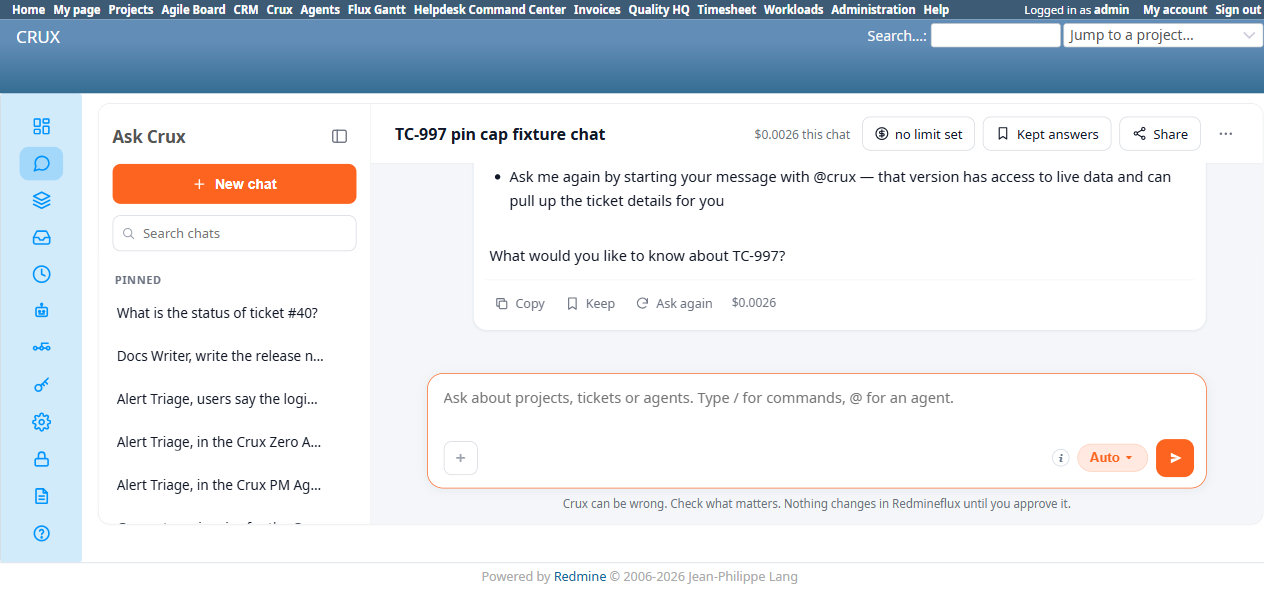 Home My page Projects Agile Board CRM Crux Agents Flux Gantt Helpdesk Command Center Invoices Quality HQ Timesheet Workloads Administration Help Logged in as admin My account Sign out
CRUX
Search...: Jump to a project...
Ask Crux
New chat
Search chats
PINNED
What is the status of ticket #40?
Docs Writer, write the release n...
Alert Triage, users say the logi...
Alert Triage, in the Crux Zero A...
Alert Triage, in the Crux PM Ag...
TC-997 pin cap fixture chat
$0.0026 this chat no limit set Kept answers Share
• Ask me again by starting your message with @crux — that version has access to live data and can
pull up the ticket details for you
What would you like to know about TC-997?
Copy Keep Ask again $0.0026
Ask about projects, tickets or agents. Type / for commands, @ for an agent.
Auto
Crux can be wrong. Check what matters. Nothing changes in Redmineflux until you approve it.
Powered by Redmine © 2006-2026 Jean-Philippe Lang